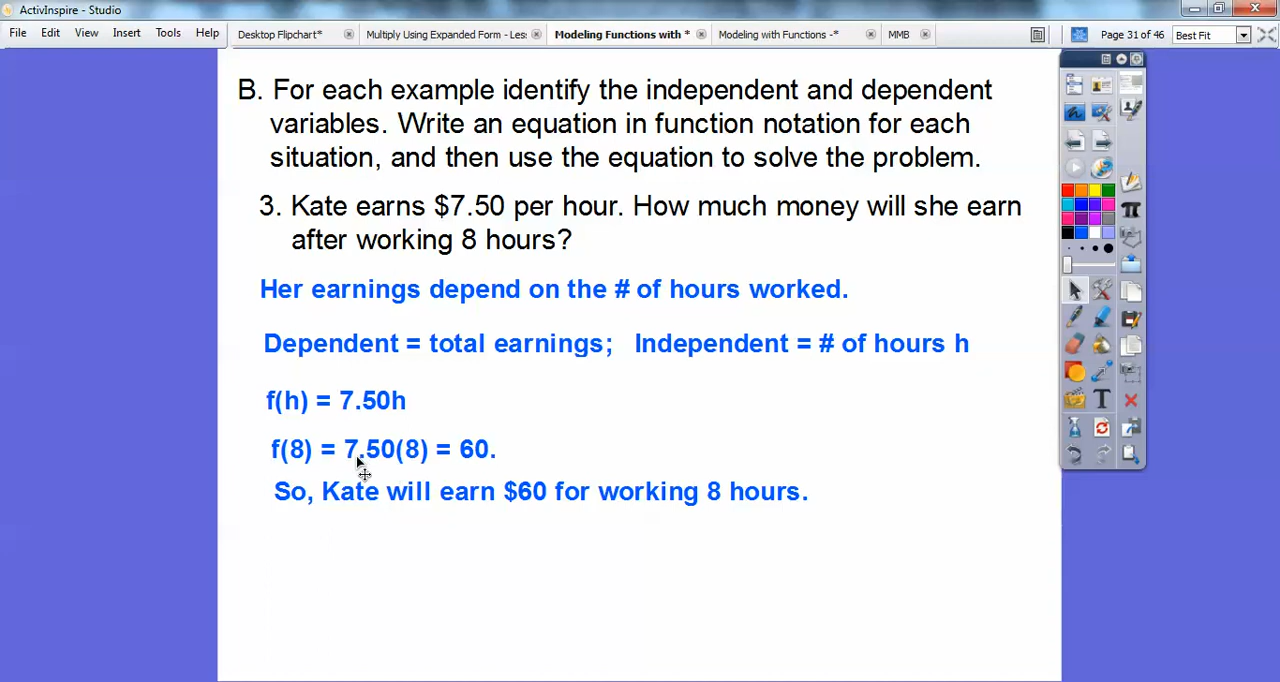 ActivInspire - Studio
File Edit View Insert Tools Help Desktop Flipchart* Multiply Using Expanded Form - Less Modeling Functions with * Modeling with Functions -* MMB Page 31 of 46 Best Fit
B. For each example identify the independent and dependent
variables. Write an equation in function notation for each
situation, and then use the equation to solve the problem.
3. Kate earns $7.50 per hour. How much money will she earn
after working 8 hours?
Her earnings depend on the # of hours worked.
Dependent = total earnings; Independent = # of hours h
f(h) = 7.50h
f(8) = 7.50(8) = 60.
So, Kate will earn $60 for working 8 hours.